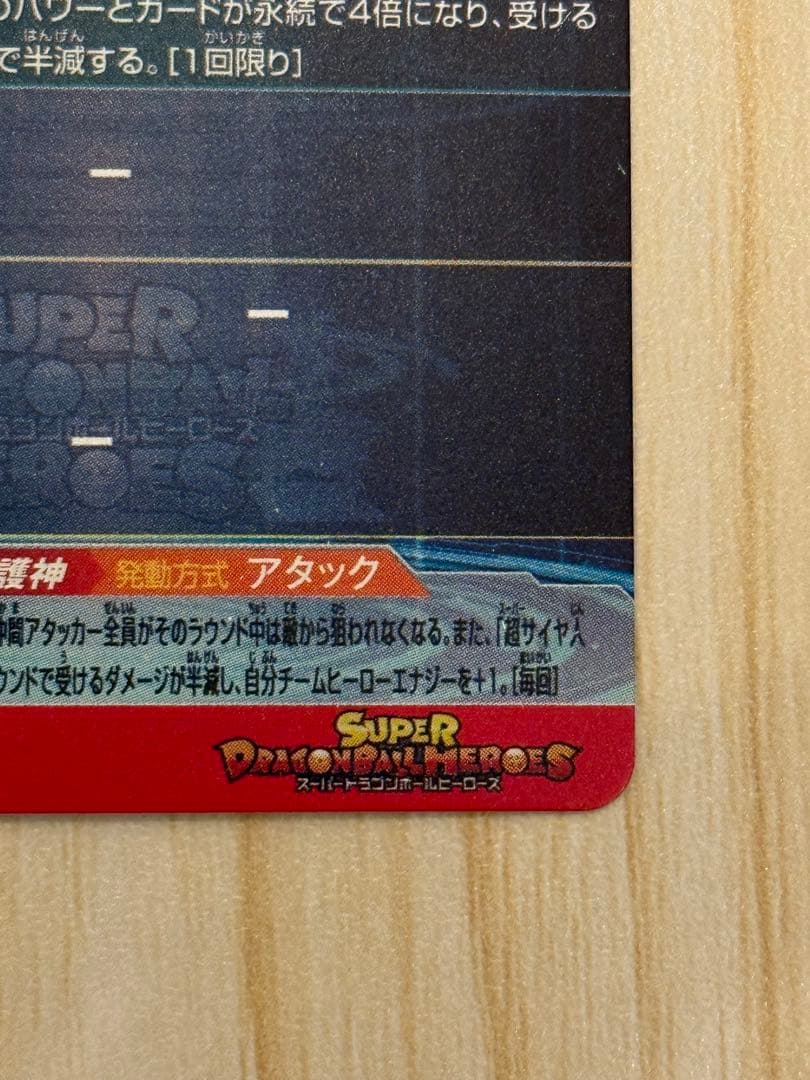 パワーとガードが永続で4倍になり、受ける
で半減する。[1回限り]
SUPER
DRAGONBALL
ドラゴンボールヒーローズ
HEROES
護神 発動方式 アタック
仲間アタッカー全員がそのラウンド中は敵から狙われなくなる。また、「超サイヤ人
ウンドで受けるダメージが半減し、自分チームヒーローエナジーを+1。[毎回]
SUPER
DRAGONBALL HEROES
スーパードラゴンボールヒーローズ